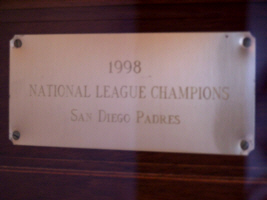 1998
NATIONAL LEAGUE CHAMPIONS
SAN DIEGO PADRES